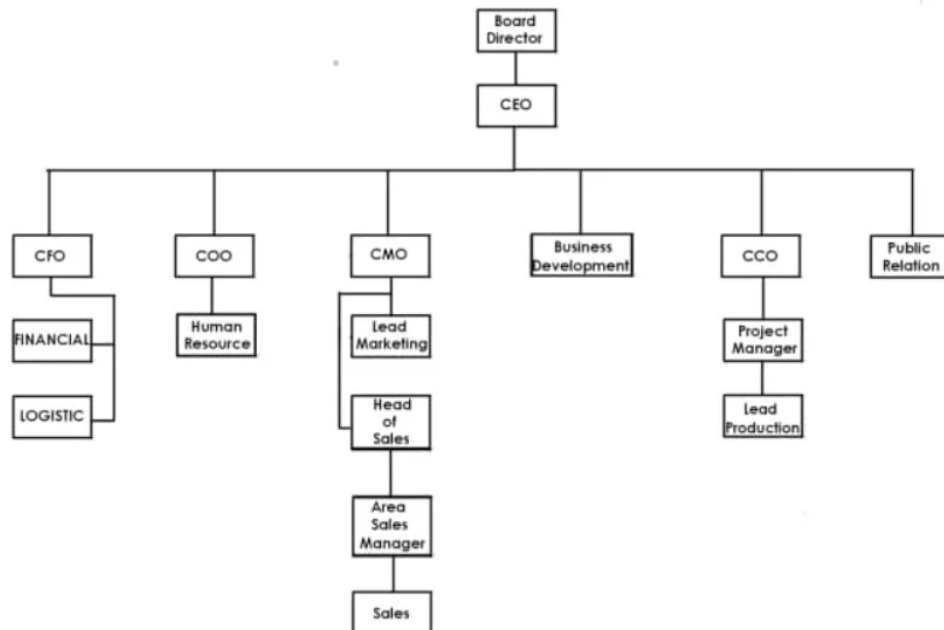 Board
Director
CEO
CFO
COO
CMO
Business
Development
CCO
Public
Relation
FINANCIAL
Human
Resource
Lead
Marketing
Project
Manager
LOGISTIC
Head
of
Sales
Lead
Production
Area
Sales
Manager
Sales